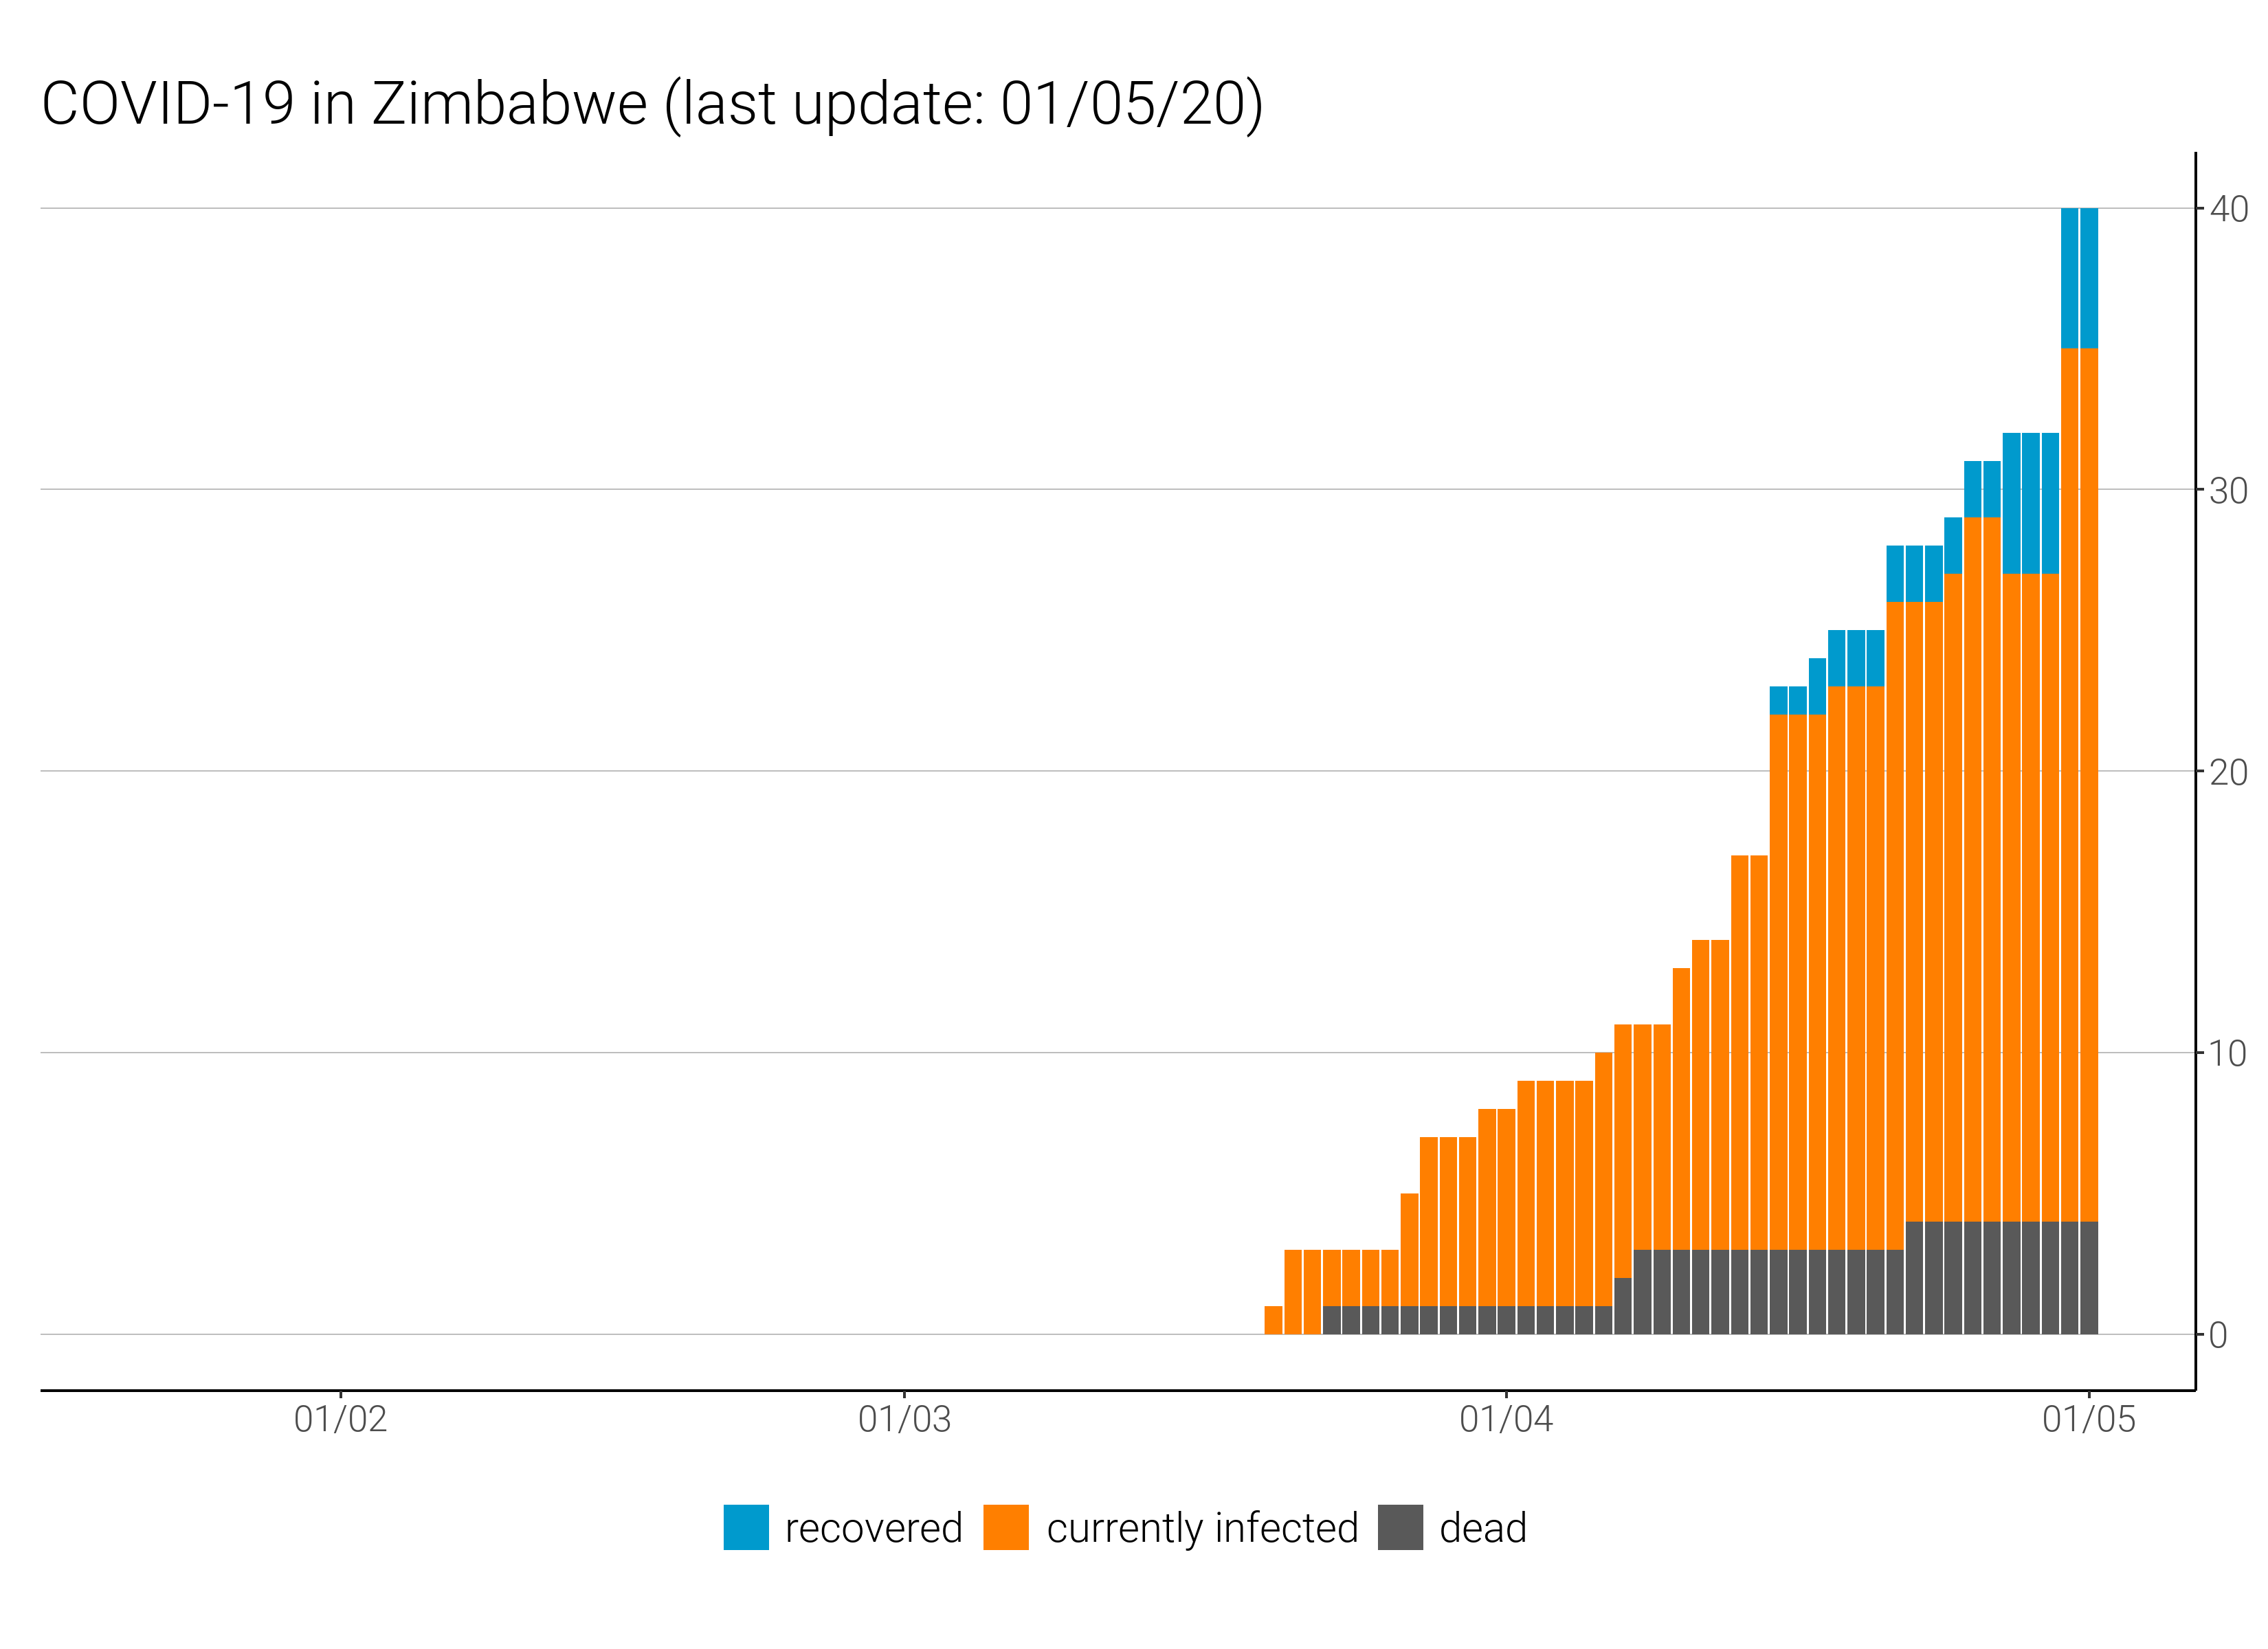 COVID-19 in Zimbabwe (last update: 01/05/20)
40
30
20
10
0
01/02 01/03 01/04 01/05
recovered currently infected dead